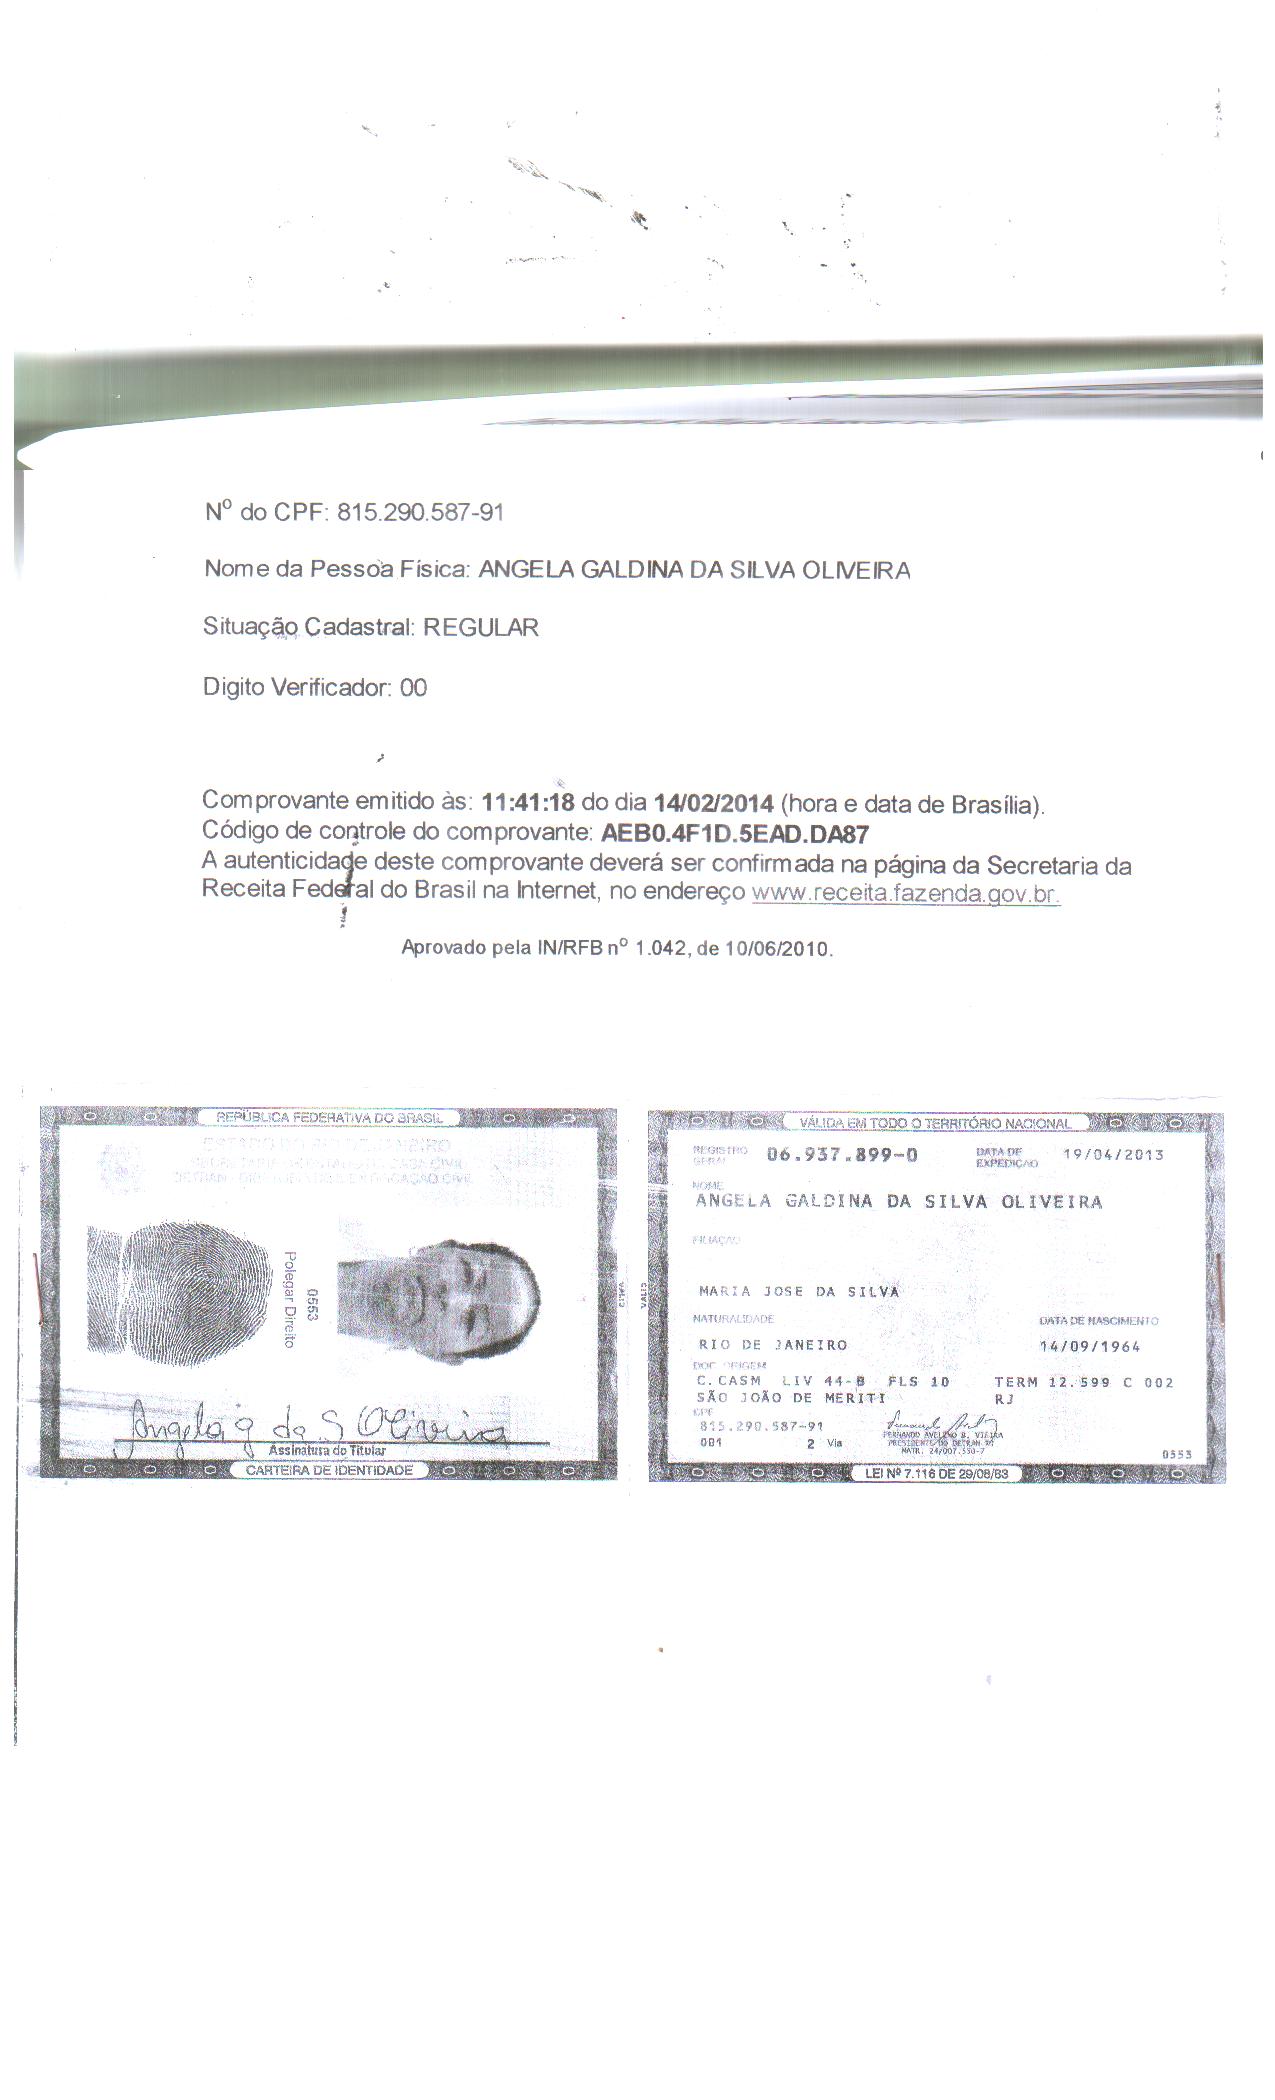 Nº do CPF: 815.290.587-91
Nome da Pessoa Física: ANGELA GALDINA DA SILVA OLIVEIRA
Situação Cadastral: REGULAR
Digito Verificador: 00
Comprovante emitido às: 11:41:18 do dia 14/02/2014 (hora e data de Brasília).
Código de controle do comprovante: AEB0.4F1D.5EAD.DA87
A autenticidade deste comprovante deverá ser confirmada na página da Secretaria da
Receita Federal do Brasil na Internet, no endereço www.receita.fazenda.gov.br.
Aprovado pela IN/RFB nº 1.042, de 10/06/2010.
REPÚBLICA FEDERATIVA DO BRASIL
Polegar Direito
0553
Angela G da S Oliveira
Assinatura do Titular
CARTEIRA DE IDENTIDADE
VÁLIDA EM TODO O TERRITÓRIO NACIONAL
REGISTRO GERAL 06.937.899-0 DATA DE EXPEDIÇÃO 19/04/2013
NOME
ANGELA GALDINA DA SILVA OLIVEIRA
FILIAÇÃO
MARIA JOSE DA SILVA
NATURALIDADE DATA DE NASCIMENTO
RIO DE JANEIRO 14/09/1964
DOC ORIGEM
C.CASM LIV 44-B FLS 10 TERM 12.599 C 002
SÃO JOÃO DE MERITI RJ
CPF
815.290.587-91
001 2 Via
FERNANDO AVELINO B. VIEIRA
PRESIDENTE DO DETRAN RJ
MATR. 24/007.550-7
0553
LEI Nº 7.116 DE 29/08/83